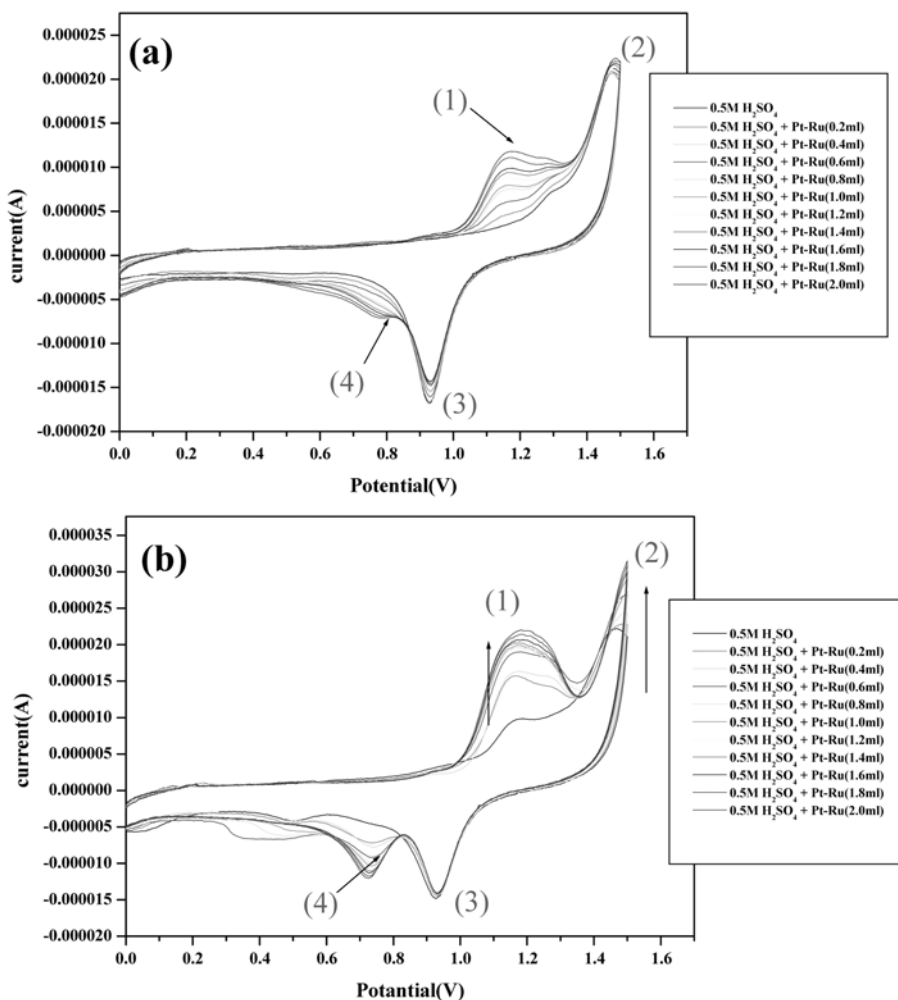 (a)
(1)
(2)
(3)
(4)
0.000025
0.000020
0.000015
0.000010
0.000005
0.000000
-0.000005
-0.000010
-0.000015
-0.000020
current(A)
0.0 0.2 0.4 0.6 0.8 1.0 1.2 1.4 1.6
Potential(V)
0.5M H₂SO₄
0.5M H₂SO₄ + Pt-Ru(0.2ml)
0.5M H₂SO₄ + Pt-Ru(0.4ml)
0.5M H₂SO₄ + Pt-Ru(0.6ml)
0.5M H₂SO₄ + Pt-Ru(0.8ml)
0.5M H₂SO₄ + Pt-Ru(1.0ml)
0.5M H₂SO₄ + Pt-Ru(1.2ml)
0.5M H₂SO₄ + Pt-Ru(1.4ml)
0.5M H₂SO₄ + Pt-Ru(1.6ml)
0.5M H₂SO₄ + Pt-Ru(1.8ml)
0.5M H₂SO₄ + Pt-Ru(2.0ml)
(b)
(1)
(2)
(3)
(4)
0.000035
0.000030
0.000025
0.000020
0.000015
0.000010
0.000005
0.000000
-0.000005
-0.000010
-0.000015
-0.000020
current(A)
0.0 0.2 0.4 0.6 0.8 1.0 1.2 1.4 1.6
Potantial(V)
0.5M H₂SO₄
0.5M H₂SO₄ + Pt-Ru(0.2ml)
0.5M H₂SO₄ + Pt-Ru(0.4ml)
0.5M H₂SO₄ + Pt-Ru(0.6ml)
0.5M H₂SO₄ + Pt-Ru(0.8ml)
0.5M H₂SO₄ + Pt-Ru(1.0ml)
0.5M H₂SO₄ + Pt-Ru(1.2ml)
0.5M H₂SO₄ + Pt-Ru(1.4ml)
0.5M H₂SO₄ + Pt-Ru(1.6ml)
0.5M H₂SO₄ + Pt-Ru(1.8ml)
0.5M H₂SO₄ + Pt-Ru(2.0ml)